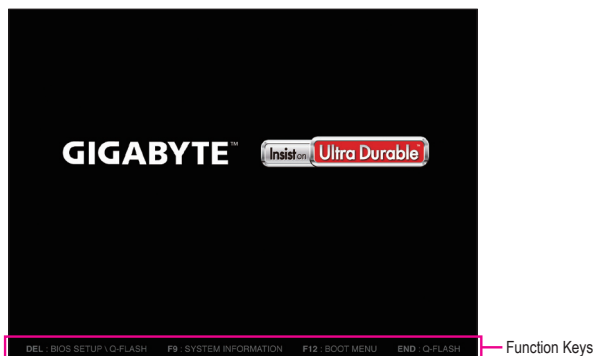 GIGABYTE™ Insist on Ultra Durable™
DEL : BIOS SETUP \ Q-FLASH F9 : SYSTEM INFORMATION F12 : BOOT MENU END : Q-FLASH
Function Keys